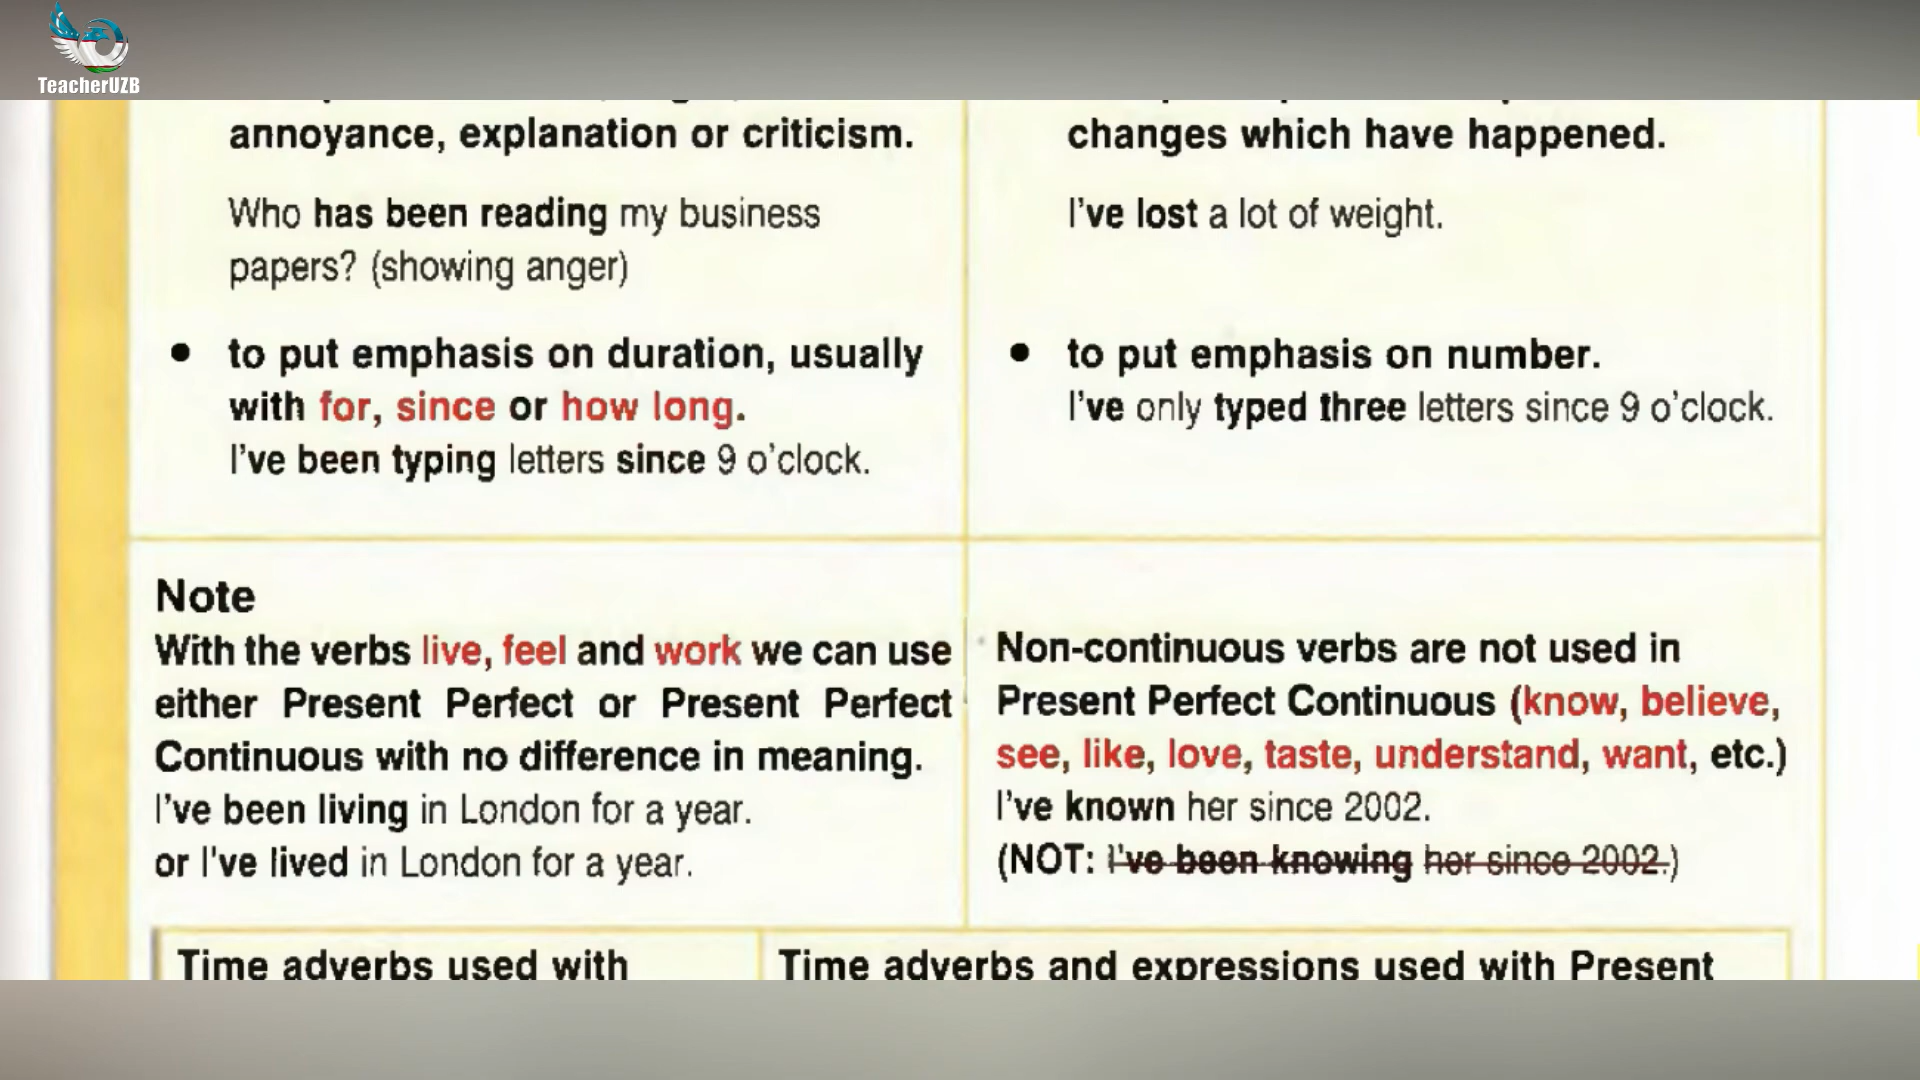 TeacherUZB
annoyance, explanation or criticism.
Who has been reading my business
papers? (showing anger)
• to put emphasis on duration, usually
with for, since or how long.
I've been typing letters since 9 o'clock.
changes which have happened.
I've lost a lot of weight.
• to put emphasis on number.
I've only typed three letters since 9 o'clock.
Note
With the verbs live, feel and work we can use
either Present Perfect or Present Perfect
Continuous with no difference in meaning.
I've been living in London for a year.
or I've lived in London for a year.
Non-continuous verbs are not used in
Present Perfect Continuous (know, believe,
see, like, love, taste, understand, want, etc.)
I've known her since 2002.
(NOT: I've been knowing her since 2002.)
Time adverbs used with
Time adverbs and expressions used with Present